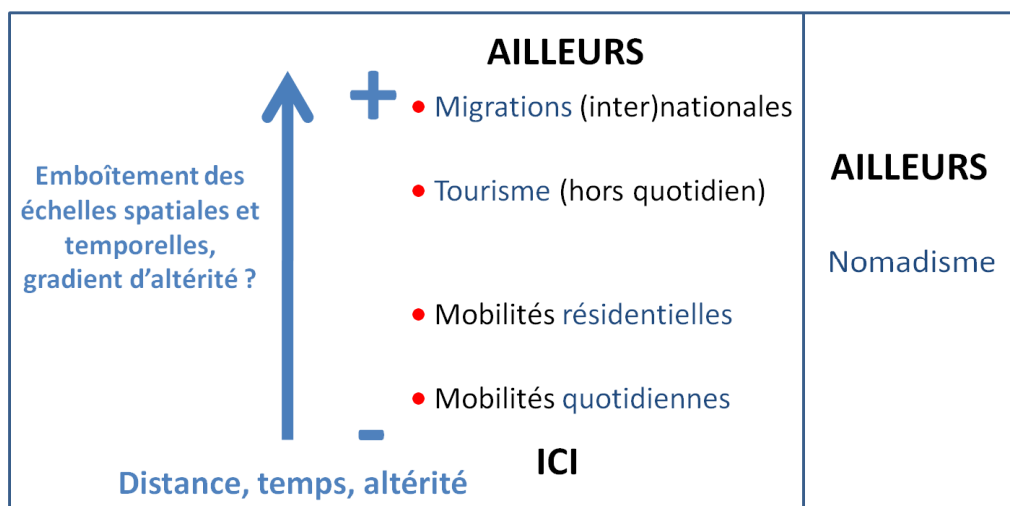 AILLEURS
+
• Migrations (inter)nationales
• Tourisme (hors quotidien)
• Mobilités résidentielles
• Mobilités quotidiennes
-
ICI
Emboîtement des
échelles spatiales et
temporelles,
gradient d'altérité ?
Distance, temps, altérité
AILLEURS
Nomadisme